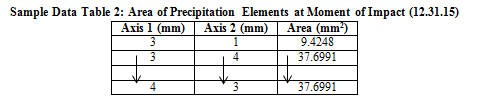 Sample Data Table 2: Area of Precipitation Elements at Moment of Impact (12.31.15)
Axis 1 (mm) Axis 2 (mm) Area (mm²)
3 1 9.4248
3 4 37.6991
4 3 37.6991